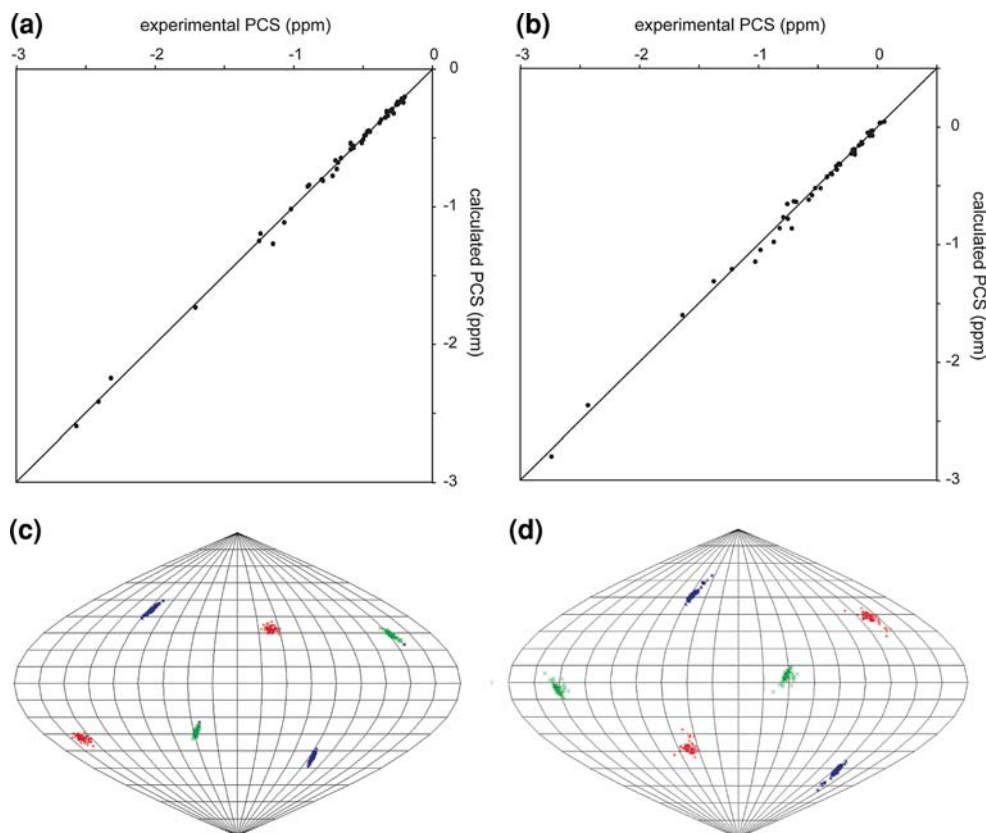 (a)
experimental PCS (ppm)
-3
-2
-1
0
0
-1
-2
-3
calculated PCS (ppm)
(b)
experimental PCS (ppm)
-3
-2
-1
0
0
-1
-2
-3
calculated PCS (ppm)
(c)
(d)